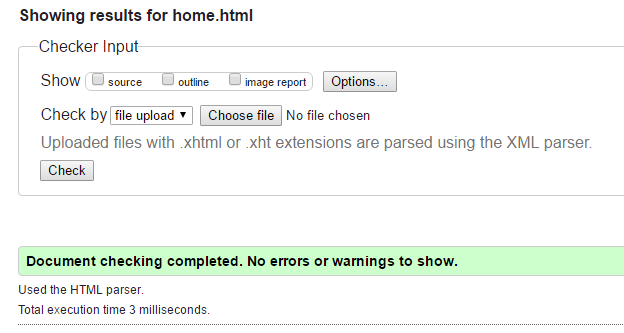 Showing results for home.html
Checker Input
Show source outline image report Options...
Check by file upload Choose file No file chosen
Uploaded files with .xhtml or .xht extensions are parsed using the XML parser.
Check
Document checking completed. No errors or warnings to show.
Used the HTML parser.
Total execution time 3 milliseconds.